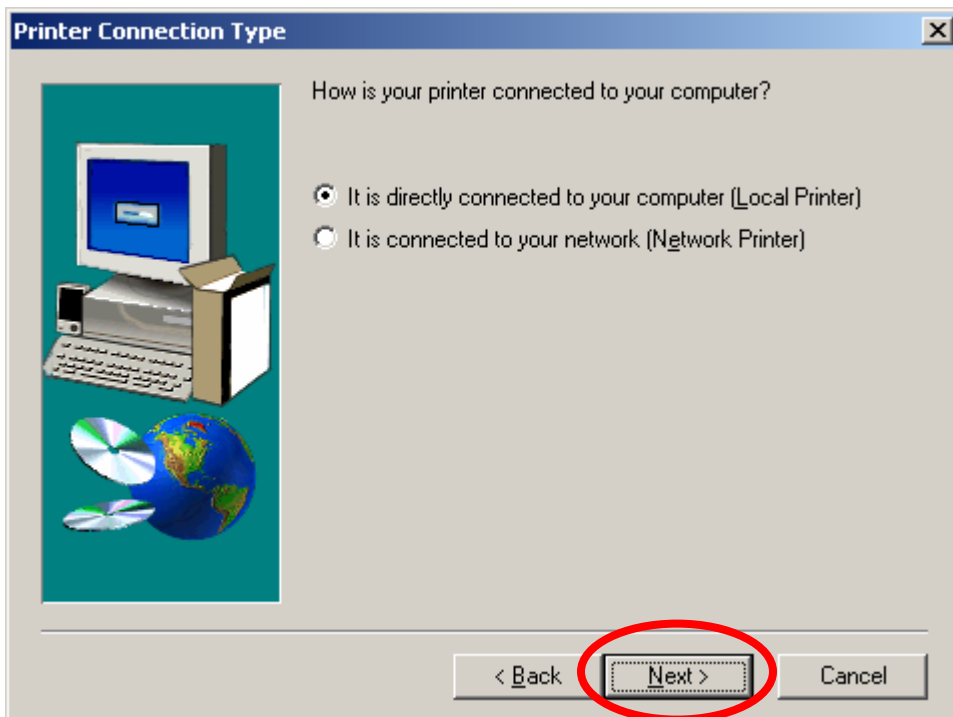 Printer Connection Type
How is your printer connected to your computer?
It is directly connected to your computer (Local Printer)
It is connected to your network (Network Printer)
< Back
Next >
Cancel